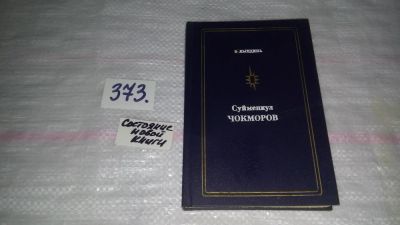 373.
Состояние
новой
книги
Суйменкул
ЧОКМОРОВ